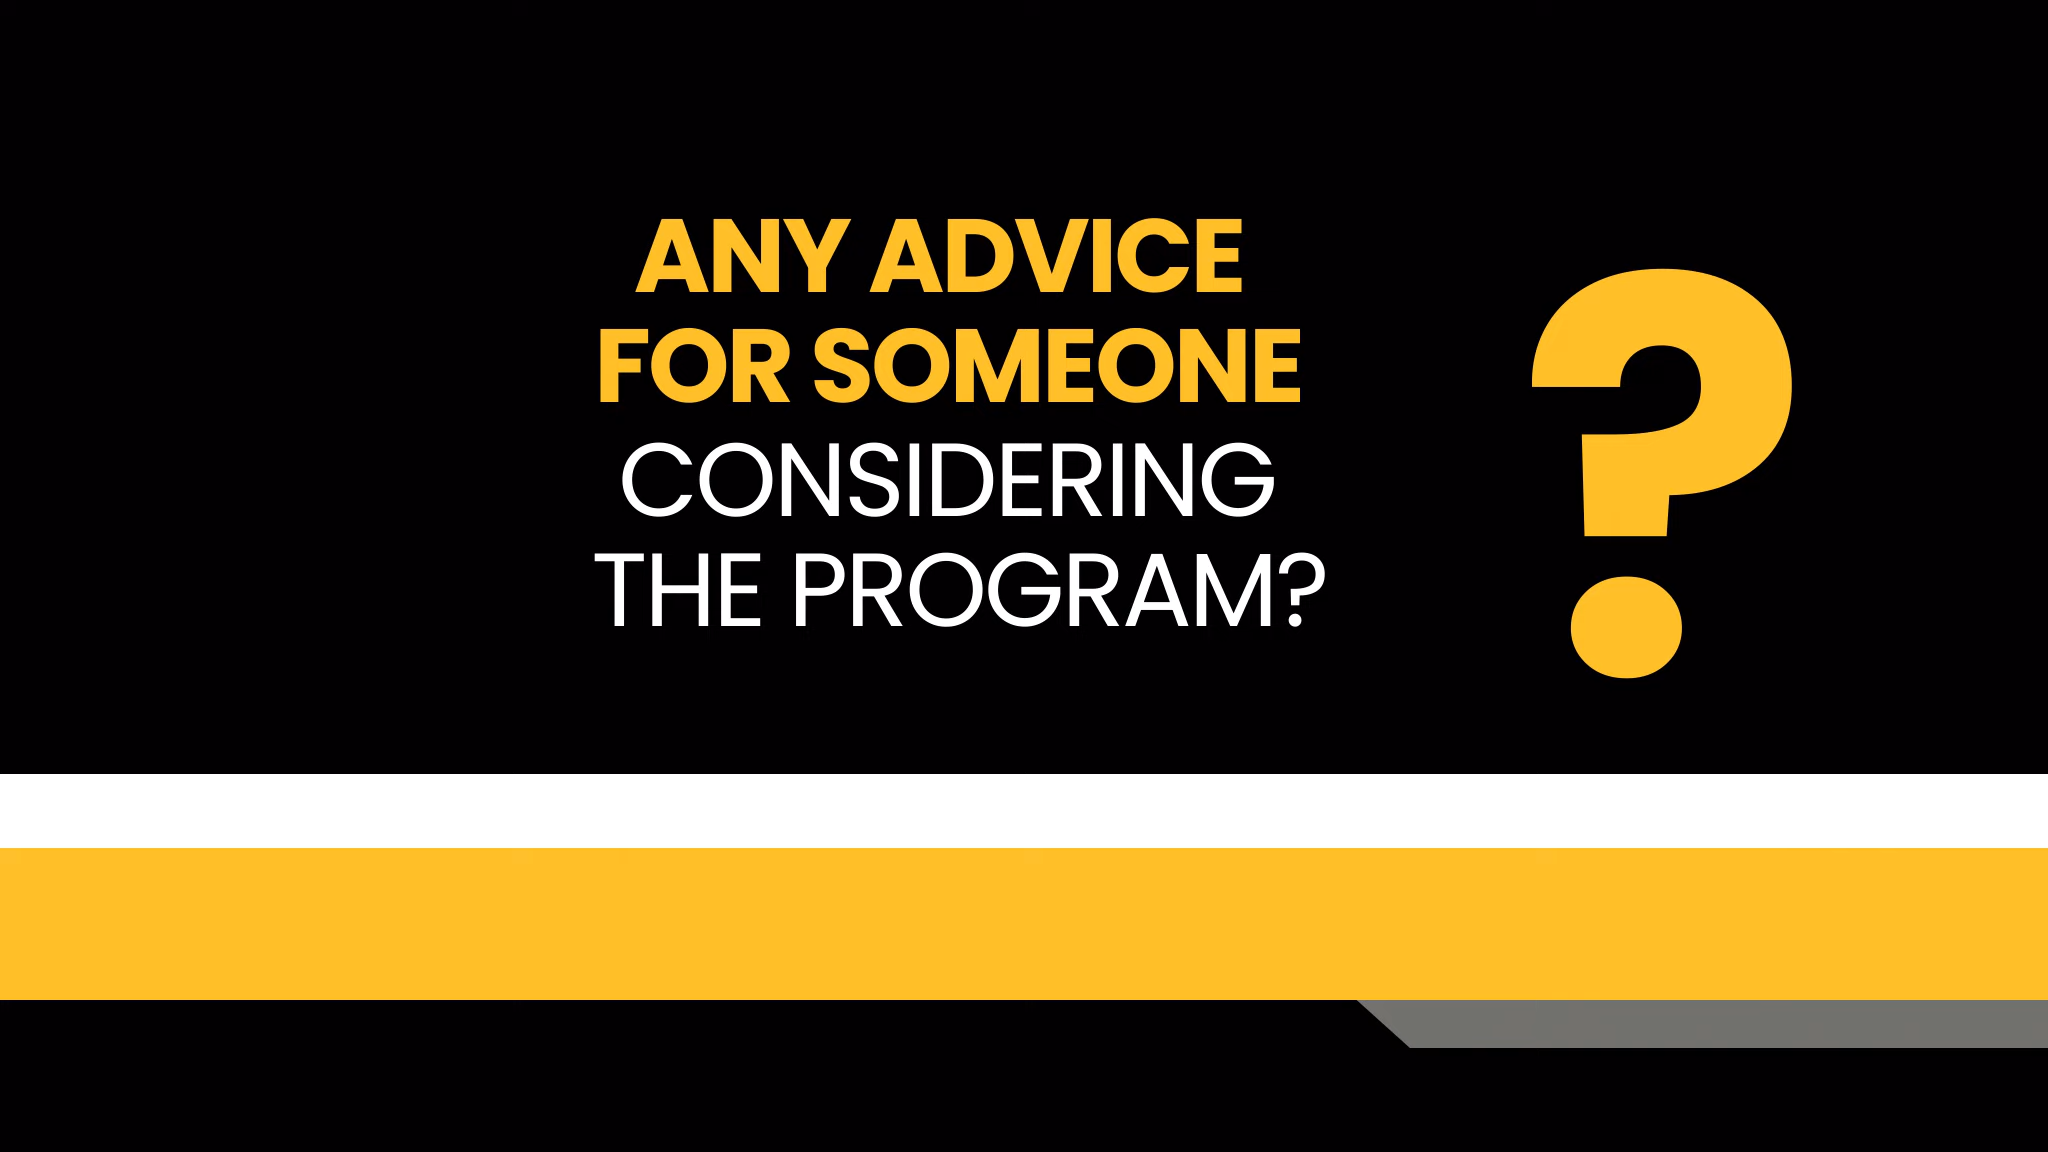 ANY ADVICE
FOR SOMEONE
CONSIDERING
THE PROGRAM?
?